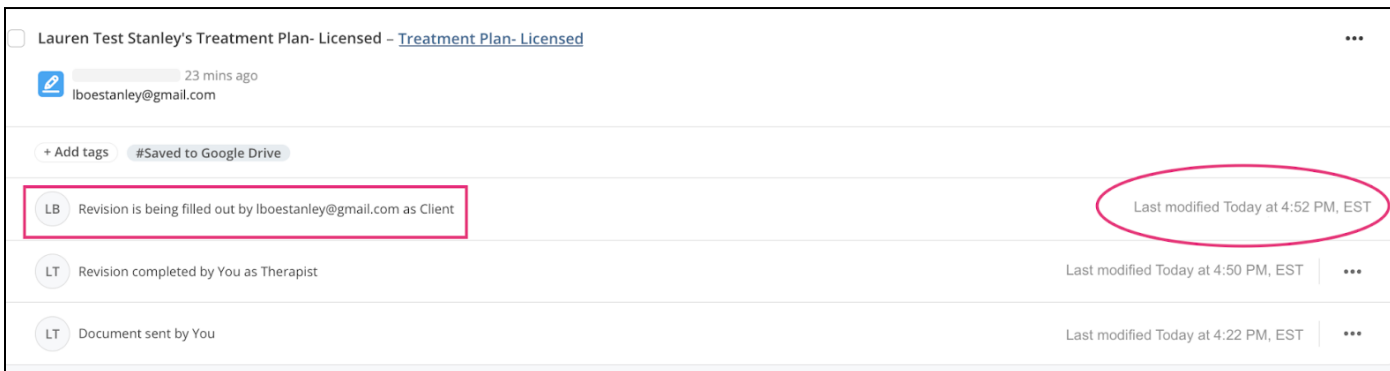 Lauren Test Stanley's Treatment Plan- Licensed – Treatment Plan- Licensed
23 mins ago
lboestanley@gmail.com
+ Add tags #Saved to Google Drive
LB Revision is being filled out by lboestanley@gmail.com as Client Last modified Today at 4:52 PM, EST
LT Revision completed by You as Therapist Last modified Today at 4:50 PM, EST
LT Document sent by You Last modified Today at 4:22 PM, EST